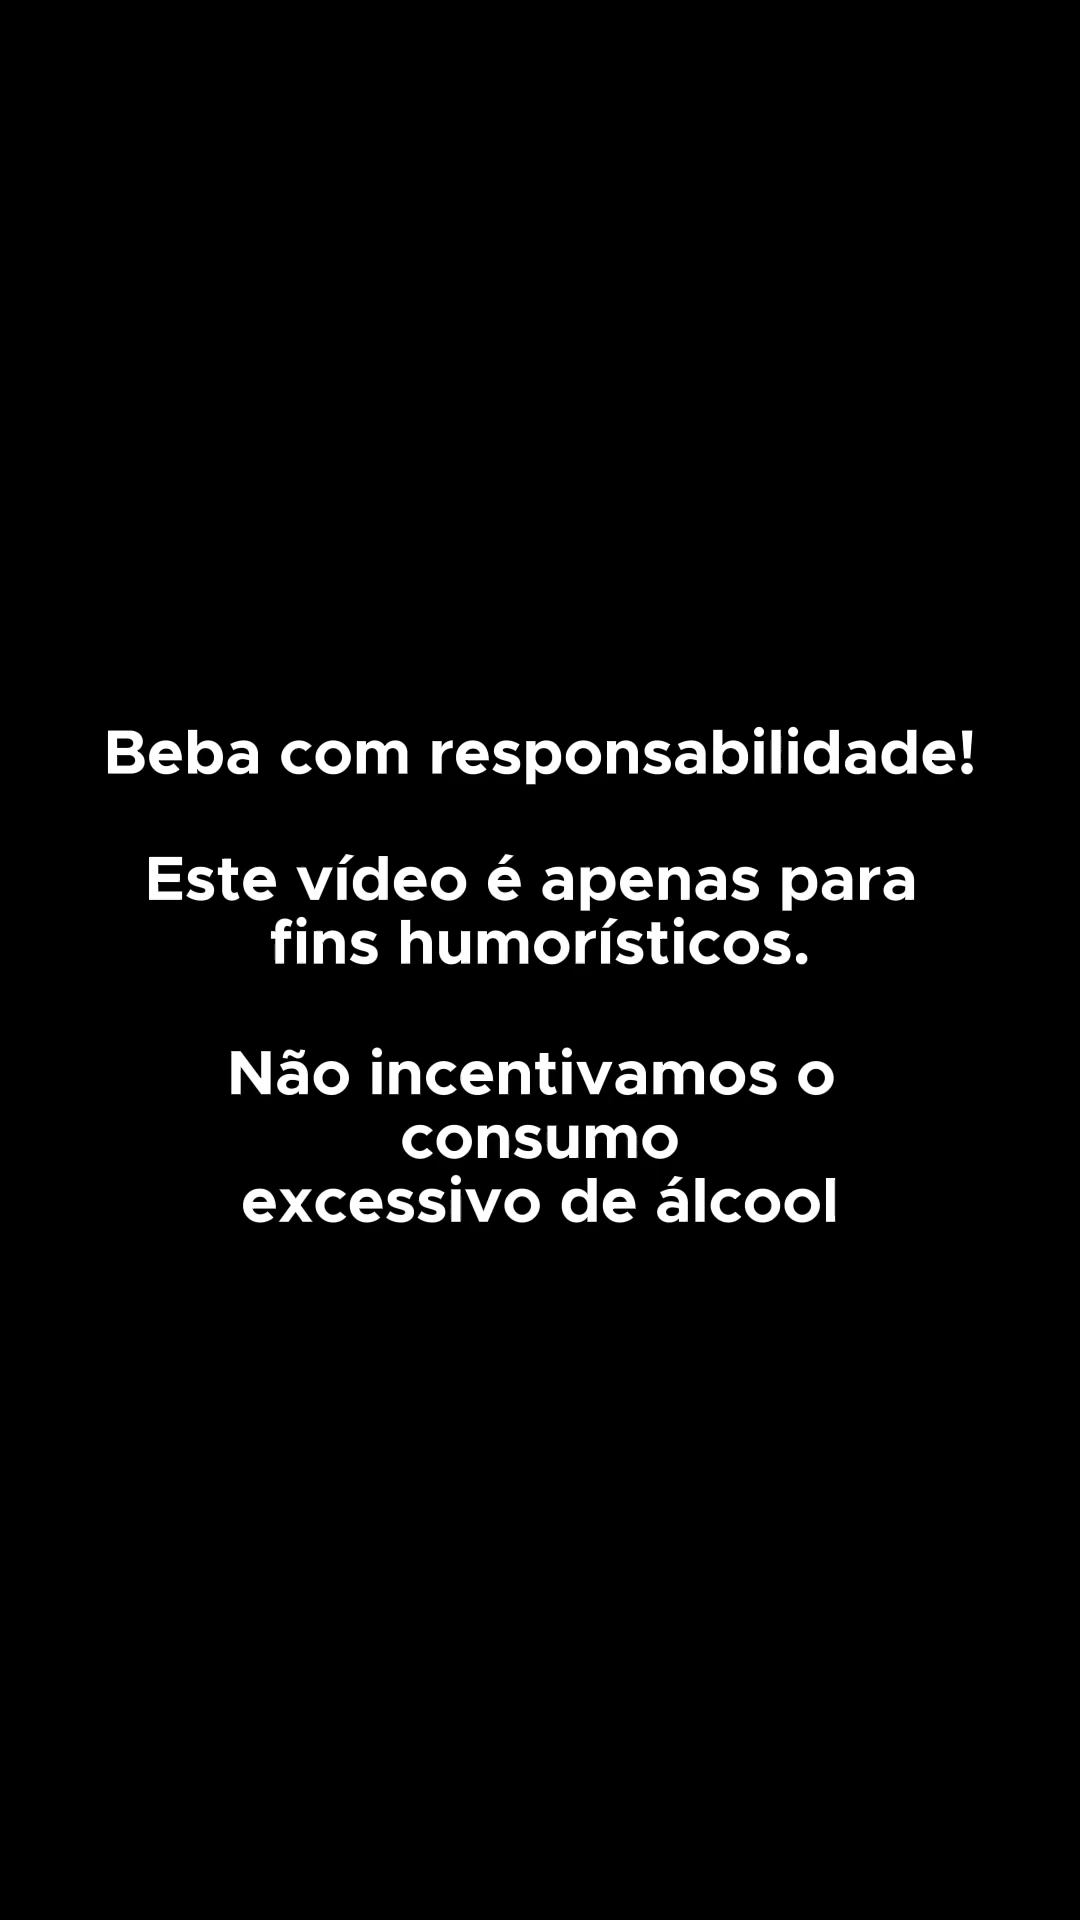 Beba com responsabilidade!
Este vídeo é apenas para
fins humorísticos.
Não incentivamos o
consumo
excessivo de álcool